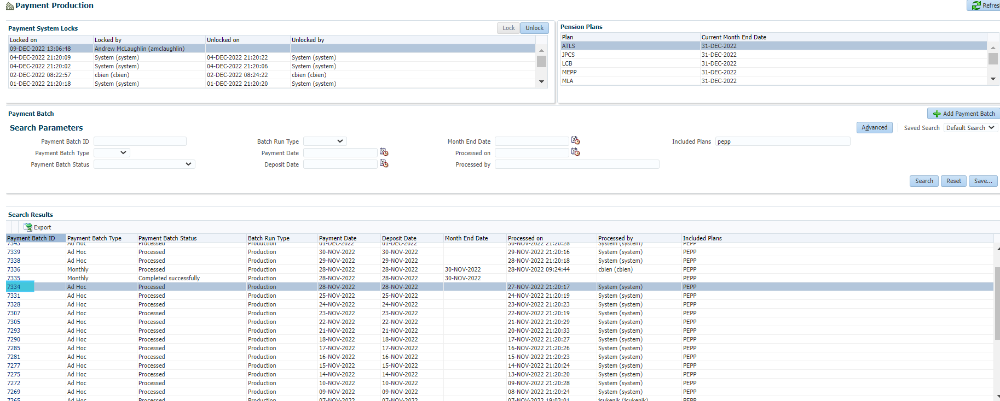 Payment Production
Refres
Payment System Locks
Lock Unlock
Locked on Locked by Unlocked on Unlocked by
09-DEC-2022 13:06:48 Andrew McLaughlin (amclaughlin)
04-DEC-2022 21:20:09 System (system) 04-DEC-2022 21:20:22 System (system)
04-DEC-2022 21:20:02 System (system) 04-DEC-2022 21:20:06 System (system)
02-DEC-2022 08:22:57 cbien (cbien) 02-DEC-2022 08:24:22 cbien (cbien)
01-DEC-2022 21:20:18 System (system) 01-DEC-2022 21:20:20 System (system)
Pension Plans
Plan Current Month End Date
ATLS 31-DEC-2022
JPCS 31-DEC-2022
LCB 31-DEC-2022
MEPP 31-DEC-2022
MLA 31-DEC-2022
Payment Batch
Add Payment Batch
Search Parameters
Advanced Saved Search Default Search
Payment Batch ID Batch Run Type Month End Date Included Plans pepp
Payment Batch Type Payment Date Processed on
Payment Batch Status Deposit Date Processed by
Search Reset Save...
Search Results
Export
Payment Batch ID Payment Batch Type Payment Batch Status Batch Run Type Payment Date Deposit Date Month End Date Processed on Processed by Included Plans
7343 Ad Hoc Processed Production 01-DEC-2022 01-DEC-2022 30-NOV-2022 21:20:28 System (system) PEPP
7339 Ad Hoc Processed Production 30-NOV-2022 30-NOV-2022 29-NOV-2022 21:20:16 System (system) PEPP
7338 Ad Hoc Processed Production 29-NOV-2022 29-NOV-2022 28-NOV-2022 21:20:18 System (system) PEPP
7336 Monthly Processed Production 28-NOV-2022 28-NOV-2022 30-NOV-2022 28-NOV-2022 09:24:44 cbien (cbien) PEPP
7335 Monthly Completed successfully Production 28-NOV-2022 28-NOV-2022 30-NOV-2022 PEPP
7334 Ad Hoc Processed Production 28-NOV-2022 28-NOV-2022 27-NOV-2022 21:20:17 System (system) PEPP
7331 Ad Hoc Processed Production 25-NOV-2022 25-NOV-2022 24-NOV-2022 21:20:19 System (system) PEPP
7328 Ad Hoc Processed Production 24-NOV-2022 24-NOV-2022 23-NOV-2022 21:20:23 System (system) PEPP
7307 Ad Hoc Processed Production 23-NOV-2022 23-NOV-2022 22-NOV-2022 21:20:19 System (system) PEPP
7305 Ad Hoc Processed Production 22-NOV-2022 22-NOV-2022 21-NOV-2022 21:20:29 System (system) PEPP
7293 Ad Hoc Processed Production 21-NOV-2022 21-NOV-2022 20-NOV-2022 21:20:33 System (system) PEPP
7290 Ad Hoc Processed Production 18-NOV-2022 18-NOV-2022 17-NOV-2022 21:20:27 System (system) PEPP
7285 Ad Hoc Processed Production 17-NOV-2022 17-NOV-2022 16-NOV-2022 21:20:26 System (system) PEPP
7281 Ad Hoc Processed Production 16-NOV-2022 16-NOV-2022 15-NOV-2022 21:20:23 System (system) PEPP
7277 Ad Hoc Processed Production 15-NOV-2022 15-NOV-2022 14-NOV-2022 21:20:24 System (system) PEPP
7275 Ad Hoc Processed Production 14-NOV-2022 14-NOV-2022 13-NOV-2022 21:20:20 System (system) PEPP
7272 Ad Hoc Processed Production 10-NOV-2022 10-NOV-2022 09-NOV-2022 21:20:28 System (system) PEPP
7269 Ad Hoc Processed Production 09-NOV-2022 09-NOV-2022 08-NOV-2022 21:20:24 System (system) PEPP
7265 Ad Hoc Processed Production 07-NOV-2022 07-NOV-2022 07-NOV-2022 19:03:01 jsukenik (jsukenik) PEPP